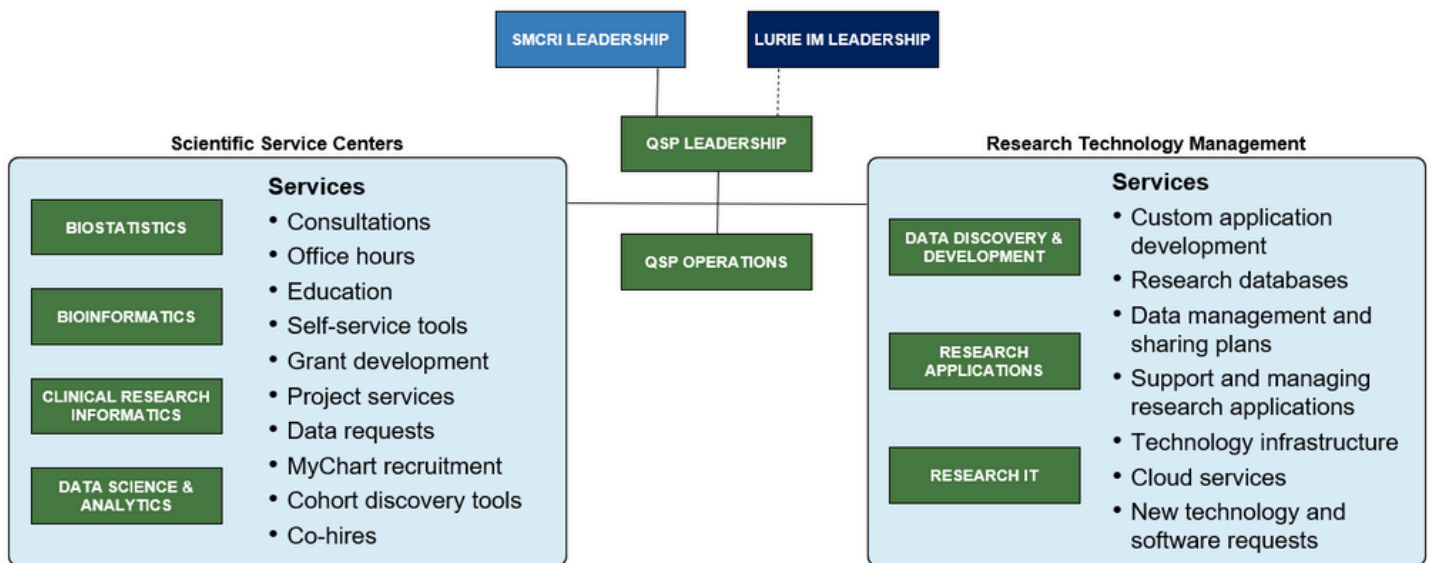 SMCRI LEADERSHIP
LURIE IM LEADERSHIP
QSP LEADERSHIP
QSP OPERATIONS
Scientific Service Centers
BIOSTATISTICS
BIOINFORMATICS
CLINICAL RESEARCH
INFORMATICS
DATA SCIENCE &
ANALYTICS
Services
• Consultations
• Office hours
• Education
• Self-service tools
• Grant development
• Project services
• Data requests
• MyChart recruitment
• Cohort discovery tools
• Co-hires
Research Technology Management
DATA DISCOVERY &
DEVELOPMENT
RESEARCH
APPLICATIONS
RESEARCH IT
Services
• Custom application
development
• Research databases
• Data management and
sharing plans
• Support and managing
research applications
• Technology infrastructure
• Cloud services
• New technology and
software requests